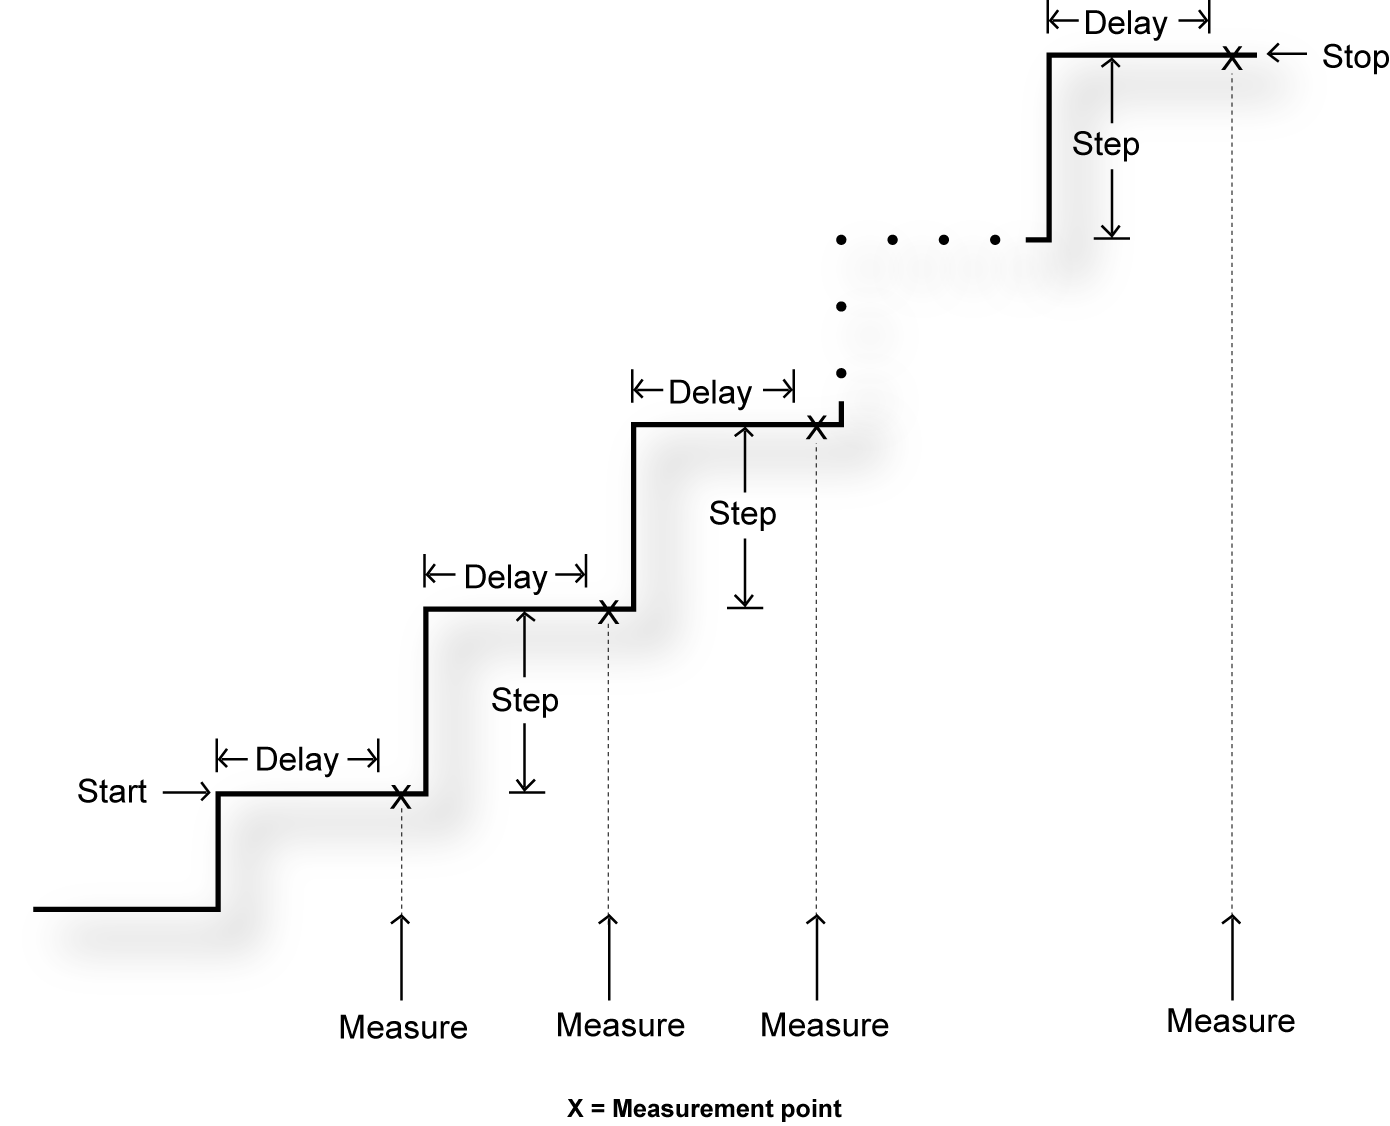 Delay
Stop
Step
Delay
Step
Delay
Step
Delay
Start
Measure
Measure
Measure
Measure
X = Measurement point